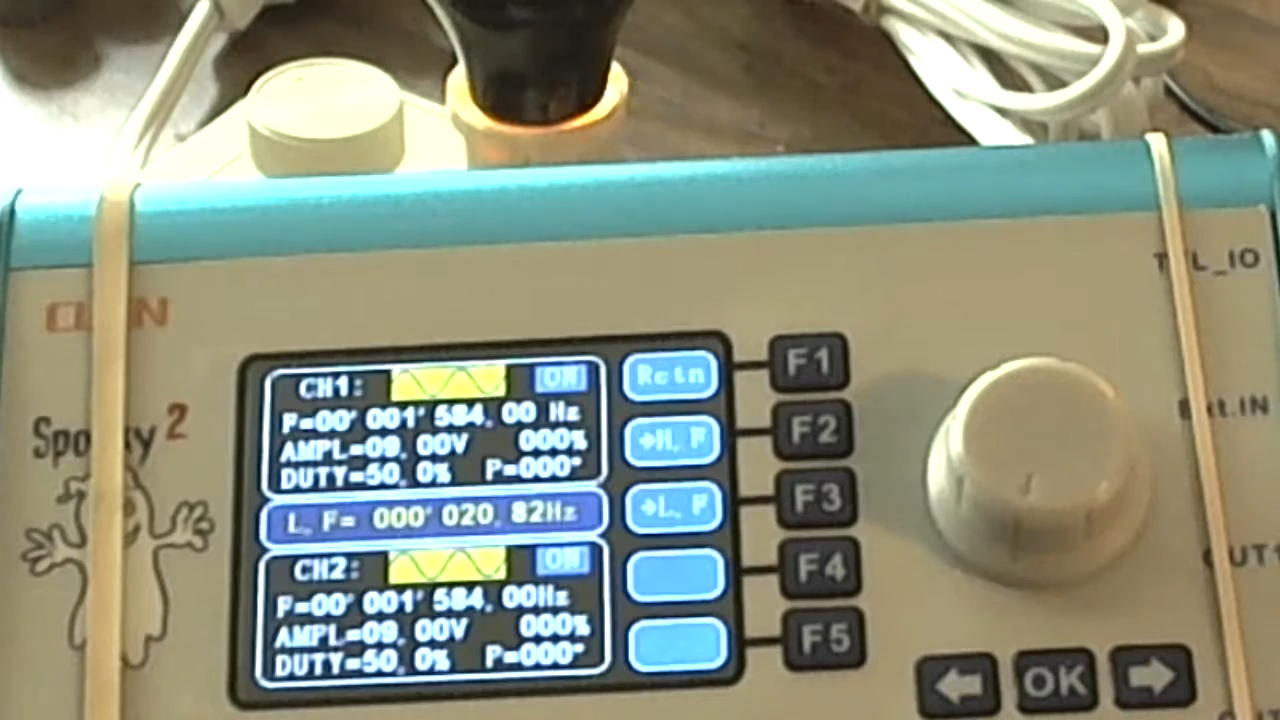 CH1: ON
F=00' 001' 584. 00 Hz
AMPL=09. 00V 000%
DUTY=50. 0% P=000°
L. F= 000' 020. 82Hz
CH2: ON
F=00' 001' 584. 00Hz
AMPL=09. 00V 000%
DUTY=50. 0% P=000°
Retn
→H. F
→L. F
F1
F2
F3
F4
F5
OK